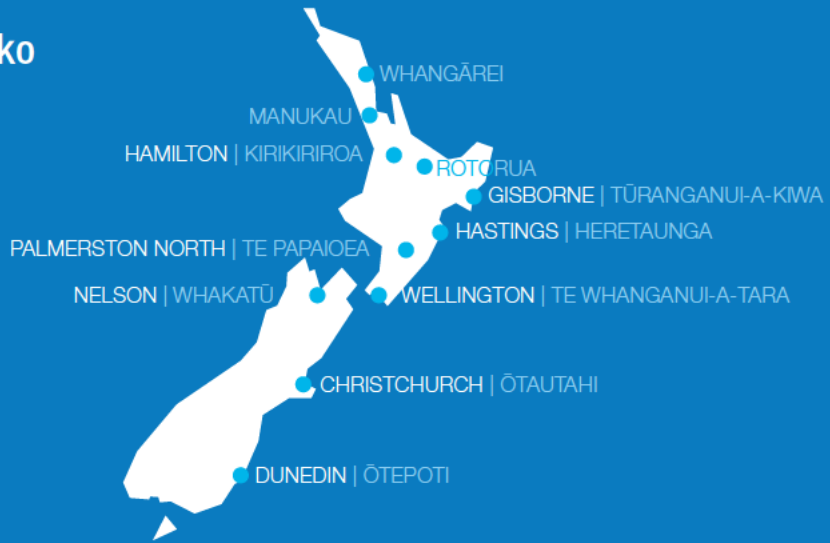 ko
WHANGĀREI
MANUKAU
HAMILTON | KIRIKIRIROA
ROTORUA
GISBORNE | TŪRANGANUI-A-KIWA
HASTINGS | HERETAUNGA
PALMERSTON NORTH | TE PAPAIOEA
NELSON | WHAKATŪ
WELLINGTON | TE WHANGANUI-A-TARA
CHRISTCHURCH | ŌTAUTAHI
DUNEDIN | ŌTEPOTI